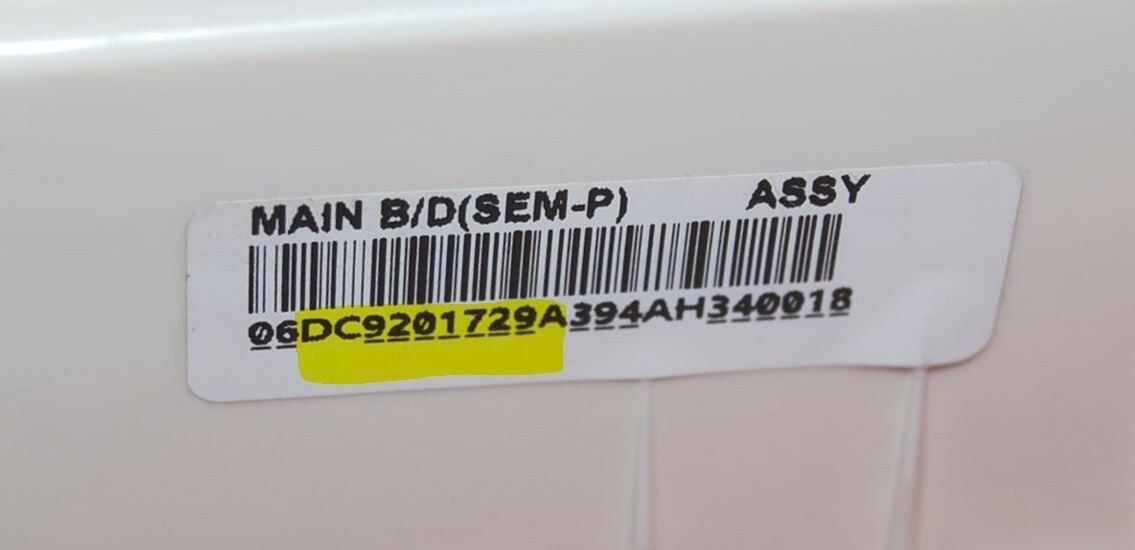 MAIN B/D(SEM-P) ASSY
06DC9201729A394AH340018